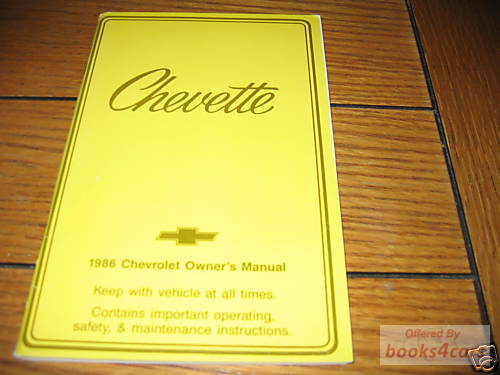 Chevette
1986 Chevrolet Owner's Manual
Keep with vehicle at all times.
Contains important operating,
safety, & maintenance instructions.
Offered By
books4cars